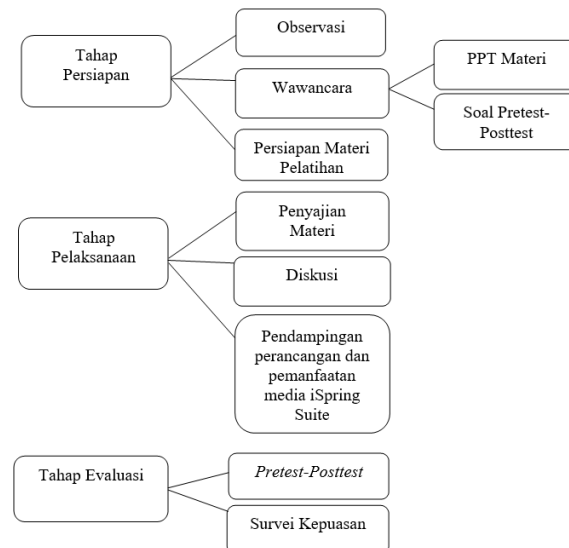 Tahap
Persiapan
Observasi
Wawancara
Persiapan Materi
Pelatihan
PPT Materi
Soal Pretest-
Posttest
Tahap
Pelaksanaan
Penyajian
Materi
Diskusi
Pendampingan
perancangan dan
pemanfaatan
media iSpring
Suite
Tahap Evaluasi
Pretest-Posttest
Survei Kepuasan